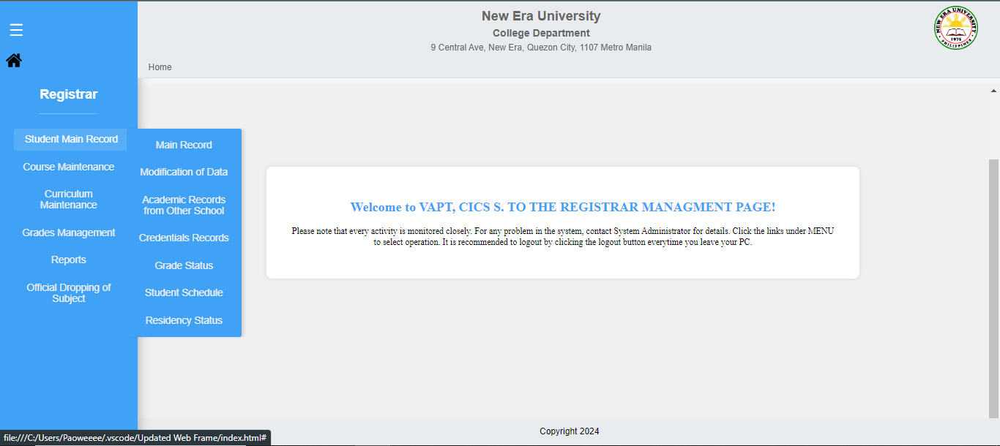 New Era University
College Department
9 Central Ave, New Era, Quezon City, 1107 Metro Manila
NEW ERA UNIVERSITY
1975
PHILIPPINES
Home
Registrar
Student Main Record
Course Maintenance
Curriculum
Maintenance
Grades Management
Reports
Official Dropping of
Subject
Main Record
Modification of Data
Academic Records
from Other School
Credentials Records
Grade Status
Student Schedule
Residency Status
Welcome to VAPT, CICS S. TO THE REGISTRAR MANAGMENT PAGE!
Please note that every activity is monitored closely. For any problem in the system, contact System Administrator for details. Click the links under MENU
to select operation. It is recommended to logout by clicking the logout button everytime you leave your PC.
Copyright 2024
file:///C:/Users/Paoweeee/.vscode/Updated Web Frame/index.html#